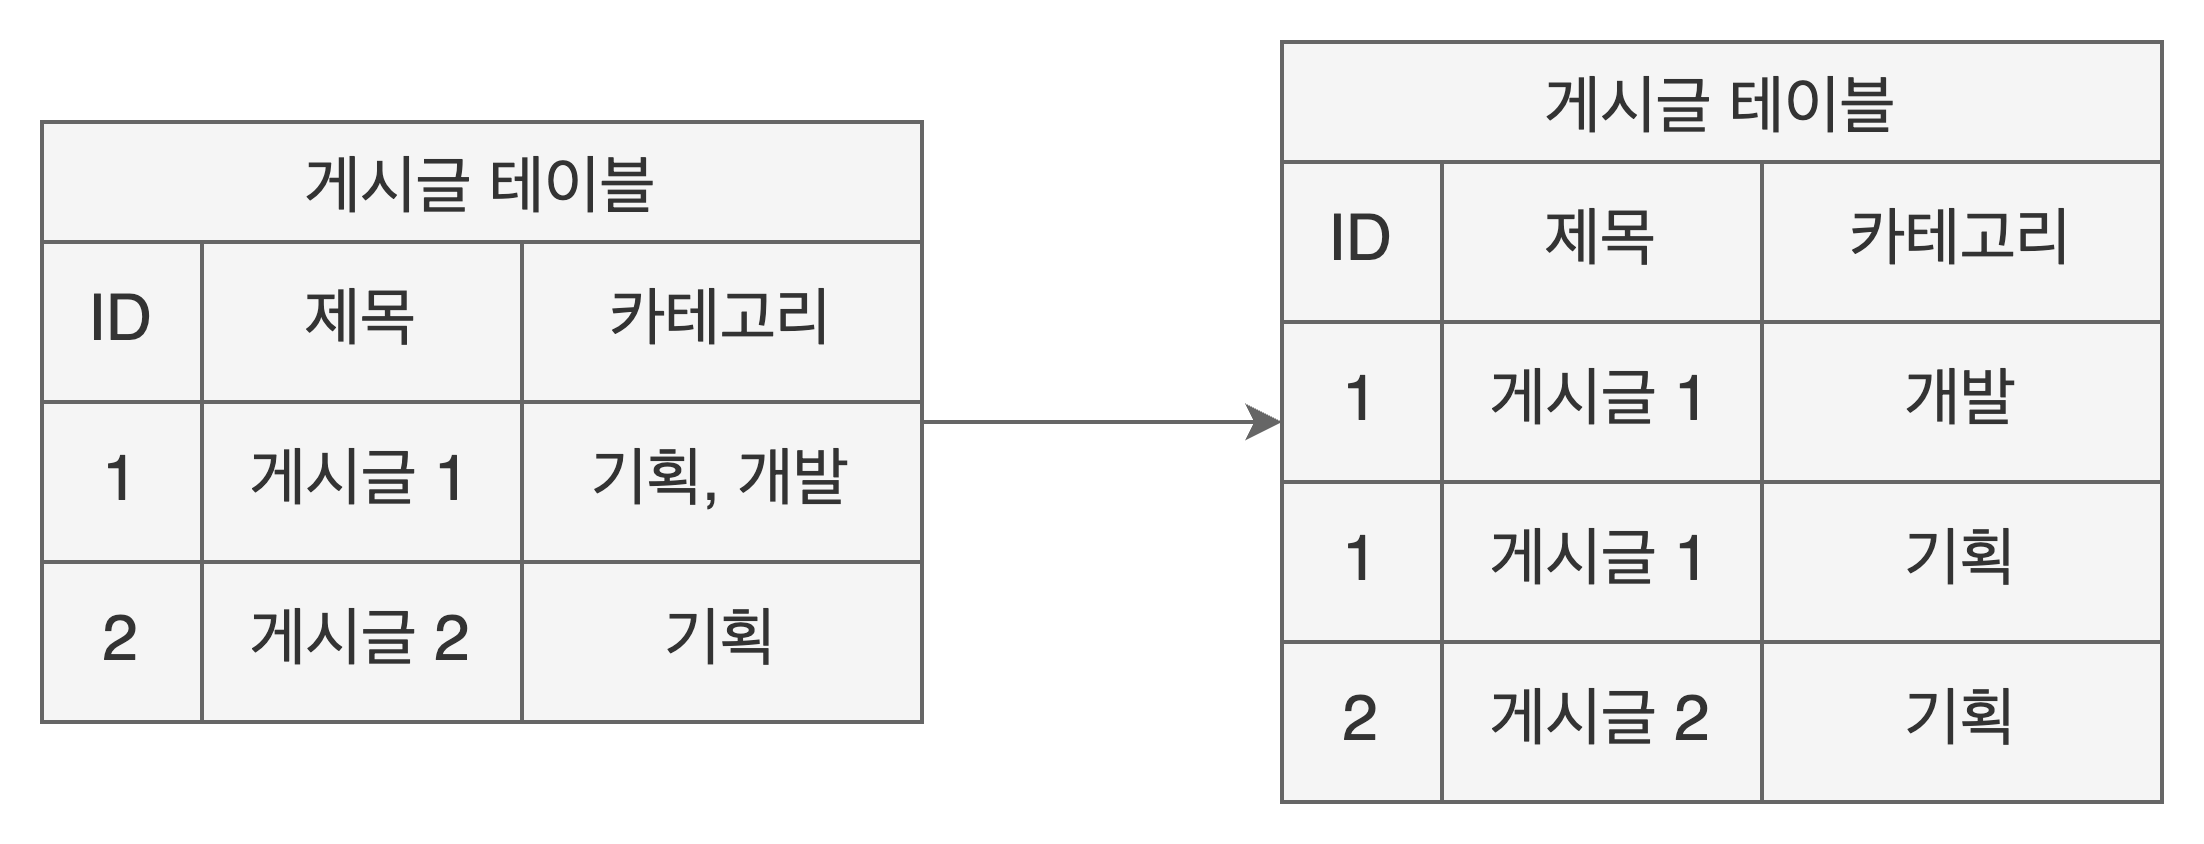 게시글 테이블
ID 제목 카테고리
1 게시글 1 기획, 개발
2 게시글 2 기획
게시글 테이블
ID 제목 카테고리
1 게시글 1 개발
1 게시글 1 기획
2 게시글 2 기획